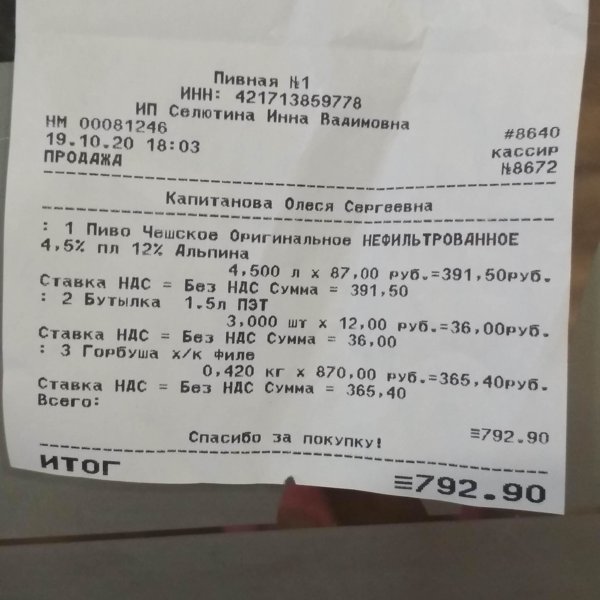 Пивная №1
ИНН: 421713859778
ИП Селютина Инна Вадимовна
НМ 00081246 #8640
19.10.20 18:03 кассир
ПРОДАЖА №8672
Капитанова Олеся Сергеевна
: 1 Пиво Чешское Оригинальное НЕФИЛЬТРОВАННОЕ
4,5% пл 12% Альпина
4,500 л х 87,00 руб.=391,50руб.
Ставка НДС = Без НДС Сумма = 391,50
: 2 Бутылка 1.5л ПЭТ
3,000 шт х 12,00 руб.=36,00руб.
Ставка НДС = Без НДС Сумма = 36,00
: 3 Горбуша х/к филе
0,420 кг х 870,00 руб.=365,40руб.
Ставка НДС = Без НДС Сумма = 365,40
Всего:
≡792.90
Спасибо за покупку!
ИТОГ ≡792.90